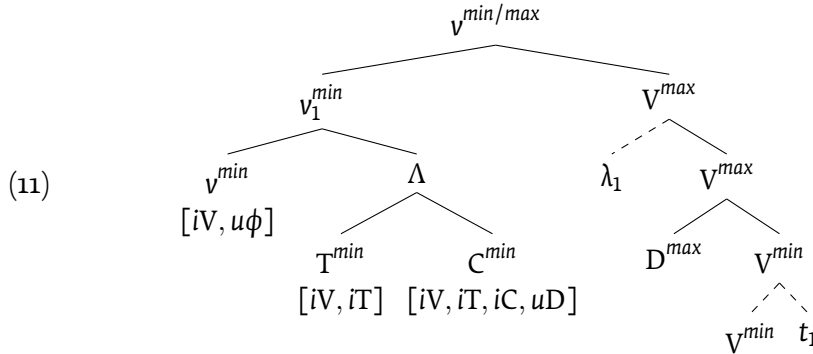 v^{min/max}
v_1^{min} V^{max}
(11) v^{min} Λ λ_1 V^{max}
[iV, uϕ]
T^{min} C^{min} D^{max} V^{min}
[iV, iT] [iV, iT, iC, uD]
V^{min} t_1